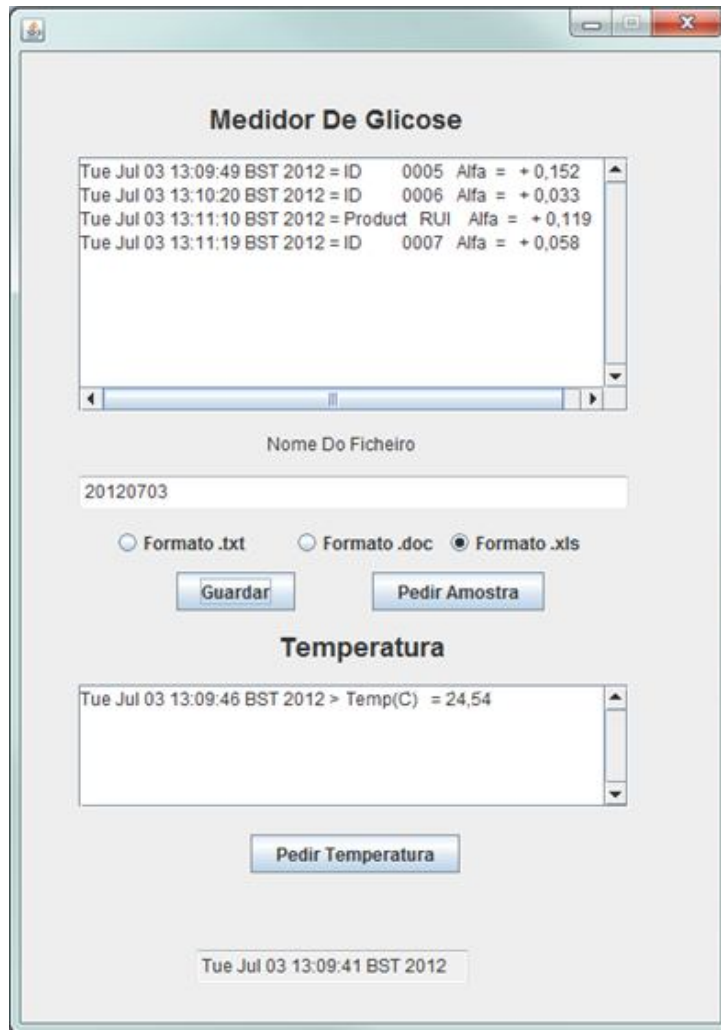 Medidor De Glicose
Tue Jul 03 13:09:49 BST 2012 = ID 0005 Alfa = + 0,152
Tue Jul 03 13:10:20 BST 2012 = ID 0006 Alfa = + 0,033
Tue Jul 03 13:11:10 BST 2012 = Product RUI Alfa = + 0,119
Tue Jul 03 13:11:19 BST 2012 = ID 0007 Alfa = + 0,058
Nome Do Ficheiro
20120703
Formato .txt Formato .doc Formato .xls
Guardar Pedir Amostra
Temperatura
Tue Jul 03 13:09:46 BST 2012 > Temp(C) = 24,54
Pedir Temperatura
Tue Jul 03 13:09:41 BST 2012